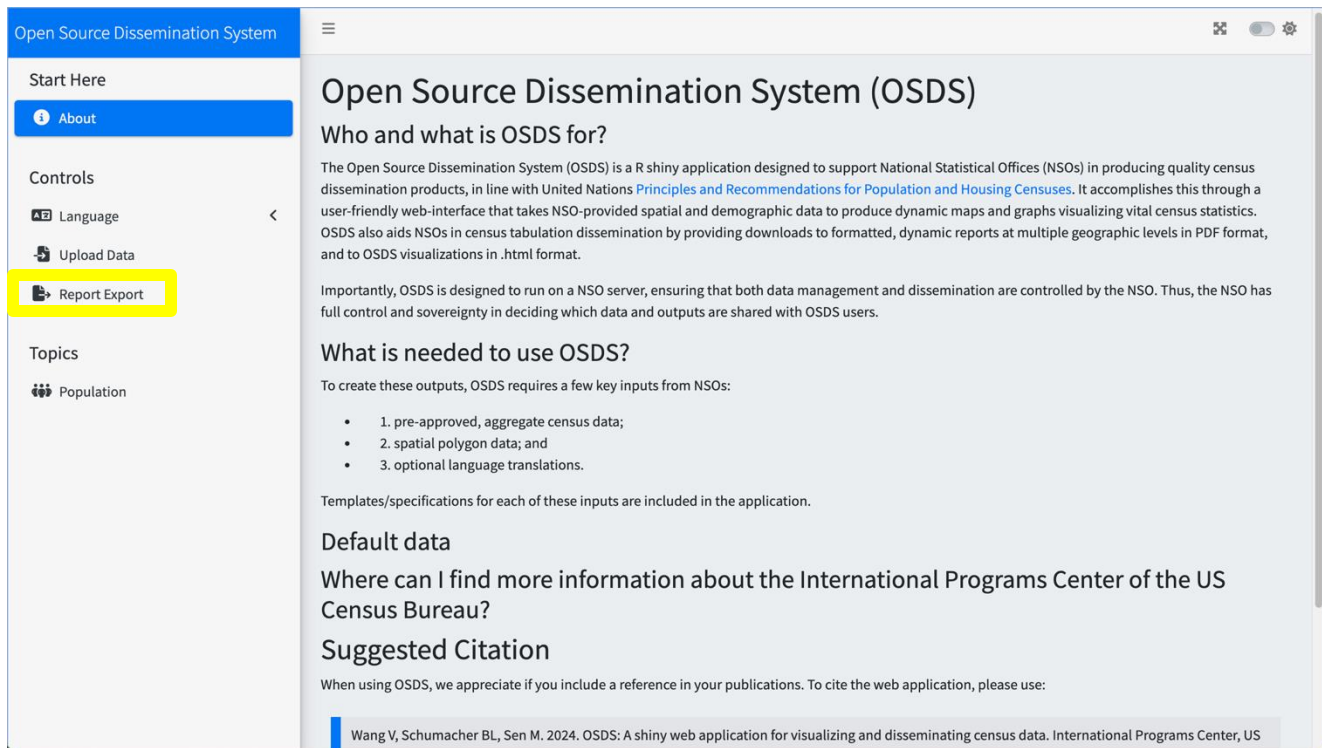 Open Source Dissemination System
Start Here
About
Controls
Language
Upload Data
Report Export
Topics
Population
Open Source Dissemination System (OSDS)
Who and what is OSDS for?
The Open Source Dissemination System (OSDS) is a R shiny application designed to support National Statistical Offices (NSOs) in producing quality census
dissemination products, in line with United Nations Principles and Recommendations for Population and Housing Censuses. It accomplishes this through a
user-friendly web-interface that takes NSO-provided spatial and demographic data to produce dynamic maps and graphs visualizing vital census statistics.
OSDS also aids NSOs in census tabulation dissemination by providing downloads to formatted, dynamic reports at multiple geographic levels in PDF format,
and to OSDS visualizations in .html format.
Importantly, OSDS is designed to run on a NSO server, ensuring that both data management and dissemination are controlled by the NSO. Thus, the NSO has
full control and sovereignty in deciding which data and outputs are shared with OSDS users.
What is needed to use OSDS?
To create these outputs, OSDS requires a few key inputs from NSOs:
• 1. pre-approved, aggregate census data;
• 2. spatial polygon data; and
• 3. optional language translations.
Templates/specifications for each of these inputs are included in the application.
Default data
Where can I find more information about the International Programs Center of the US
Census Bureau?
Suggested Citation
When using OSDS, we appreciate if you include a reference in your publications. To cite the web application, please use:
Wang V, Schumacher BL, Sen M. 2024. OSDS: A shiny web application for visualizing and disseminating census data. International Programs Center, US